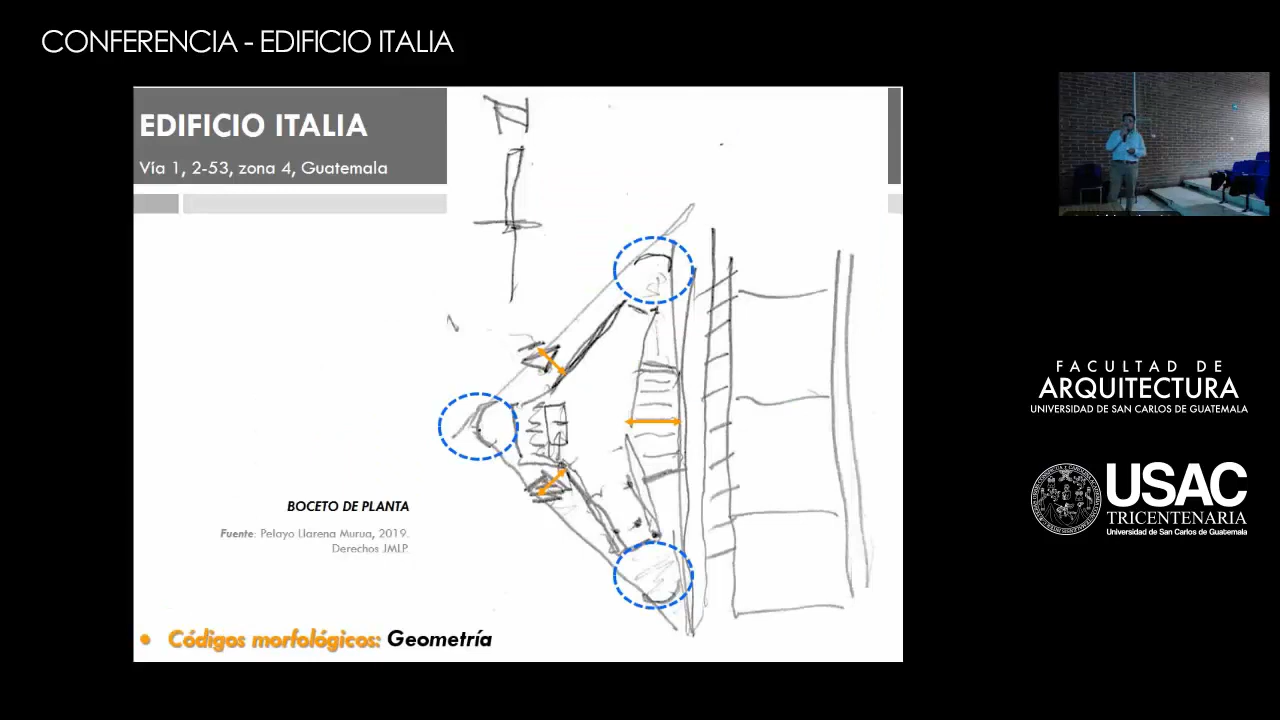 CONFERENCIA - EDIFICIO ITALIA
EDIFICIO ITALIA
Vía 1, 2-53, zona 4, Guatemala
BOCETO DE PLANTA
Fuente: Pelayo Llarena Murua, 2019.
Derechos JMLP.
• Códigos morfológicos: Geometría
FACULTAD DE
ARQUITECTURA
UNIVERSIDAD DE SAN CARLOS DE GUATEMALA
USAC
TRICENTENARIA
Universidad de San Carlos de Guatemala